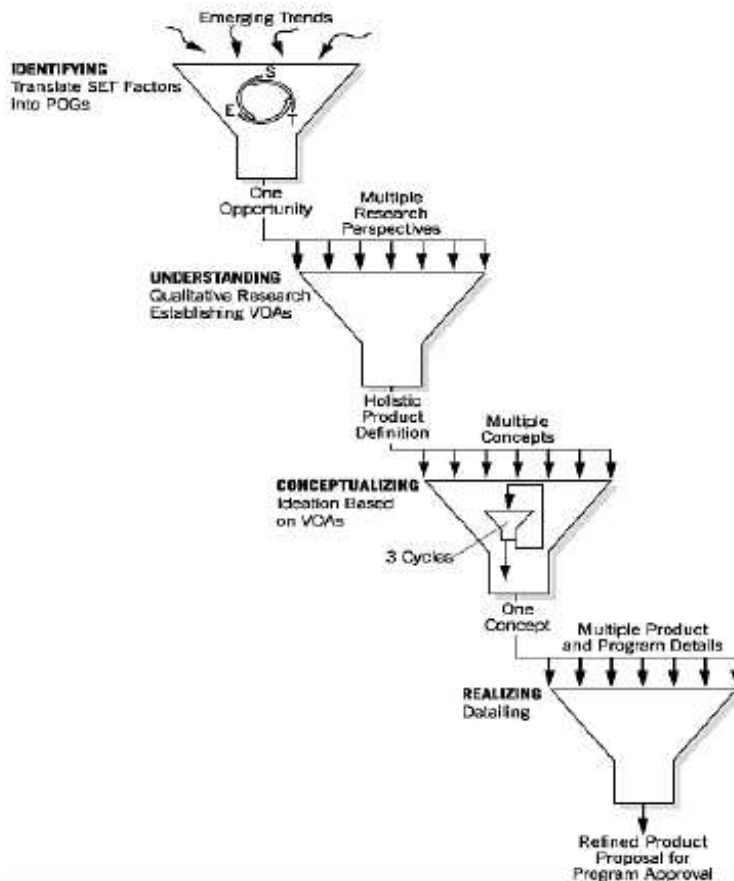 Emerging Trends
IDENTIFYING
Translate SET Factors
into POGs
S
E
T
One
Opportunity
Multiple
Research
Perspectives
UNDERSTANDING
Qualitative Research
Establishing VOAs
Holistic
Product
Definition
Multiple
Concepts
CONCEPTUALIZING
Ideation Based
on VOAs
3 Cycles
One
Concept
Multiple Product
and Program Details
REALIZING
Detailing
Refined Product
Proposal for
Program Approval